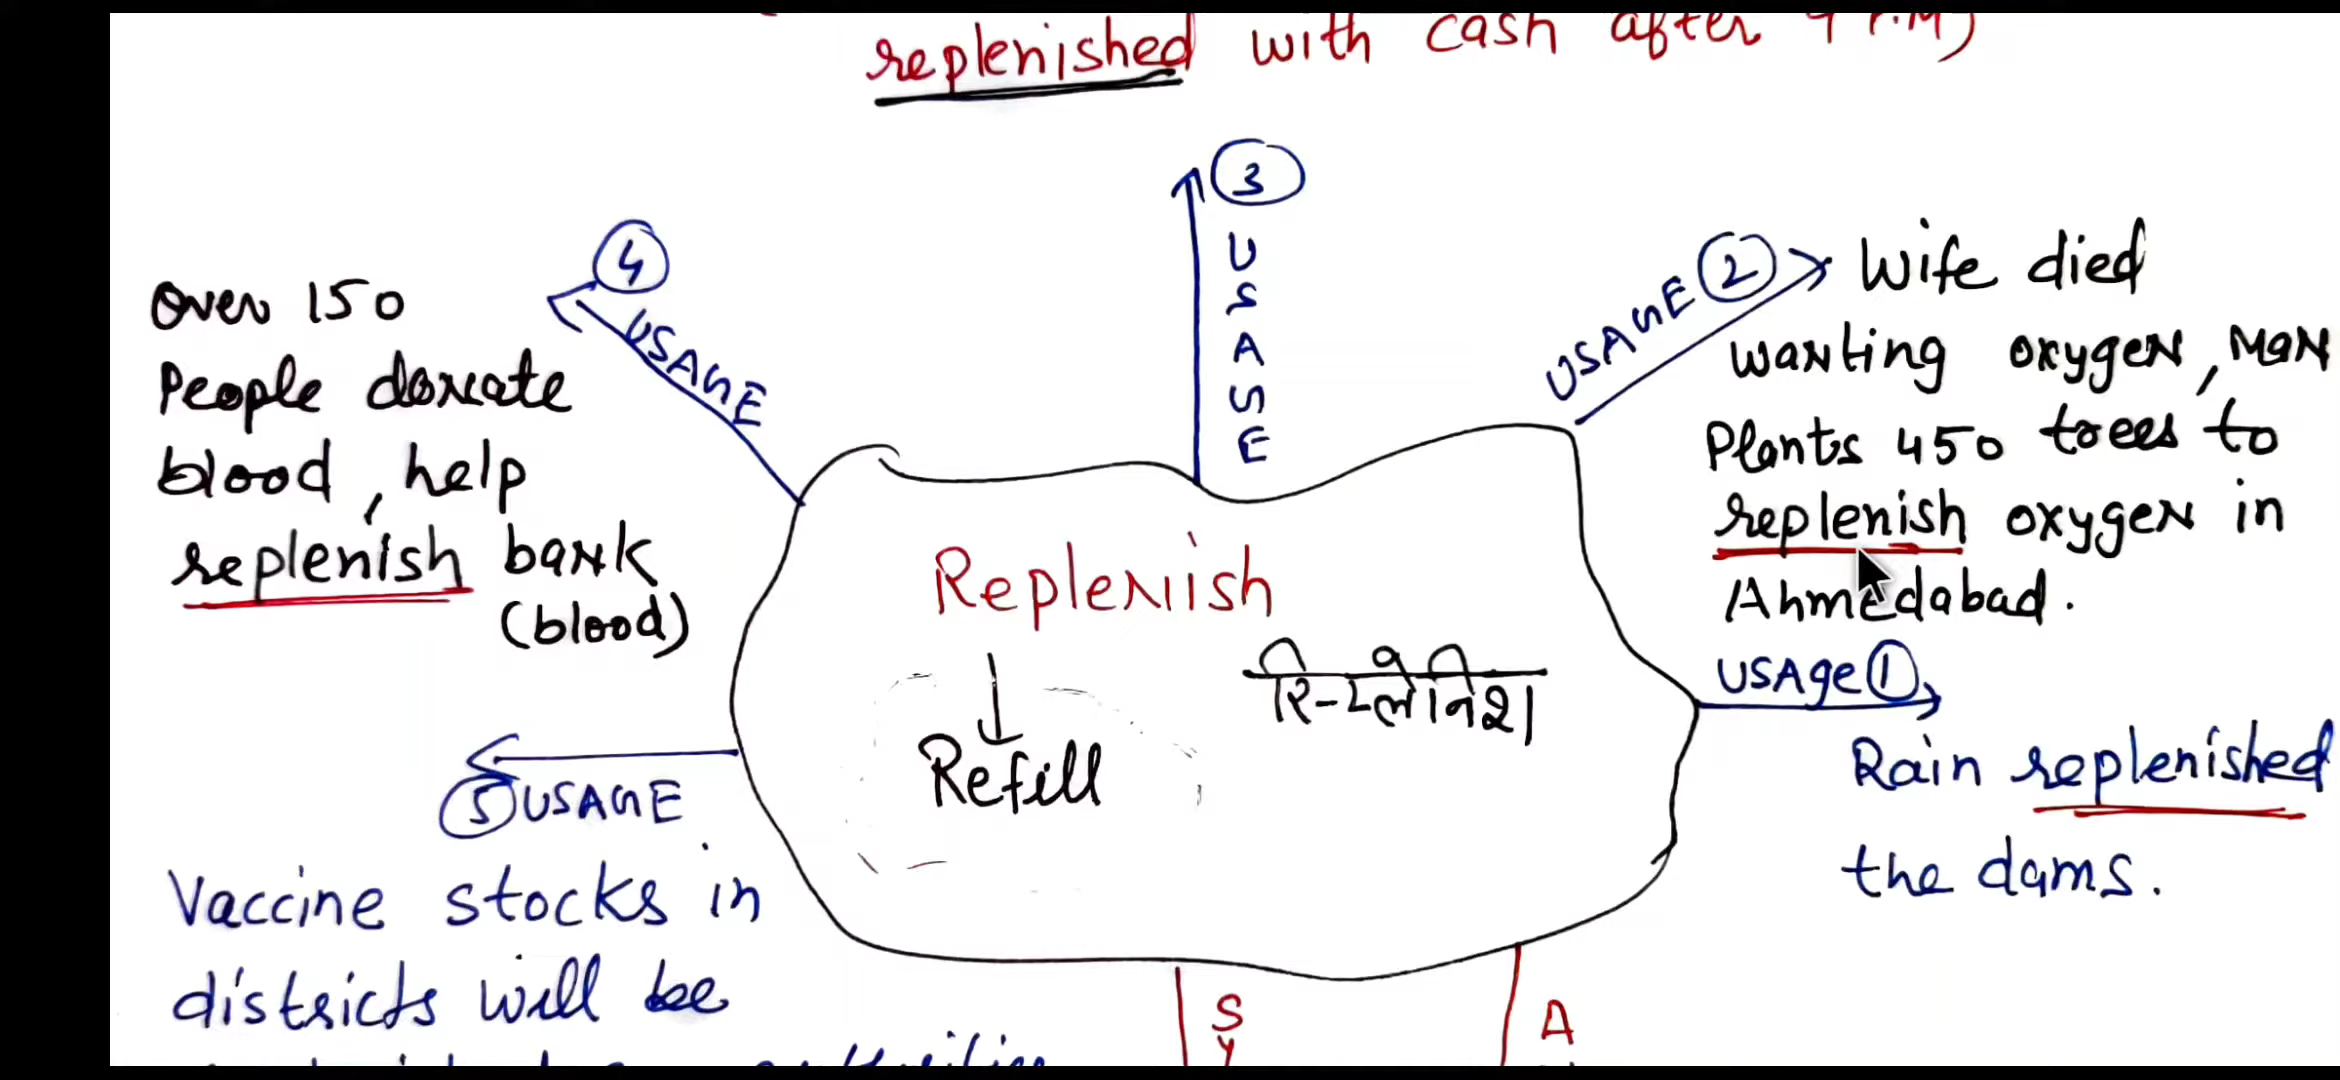 replenished with cash after 9 P.M)
3
USAGE
4
USAGE
Over 150
People donate
blood, help
replenish bank
(blood)
USAGE 2
Wife died
wanting oxygen, Man
Plants 450 trees to
replenish oxygen in
Ahmedabad.
Replenish
रि-प्लेनिश
Refill
USAge 1
Rain replenished
the dams.
5 USAGE
Vaccine stocks in
districts will be
S
Y
A